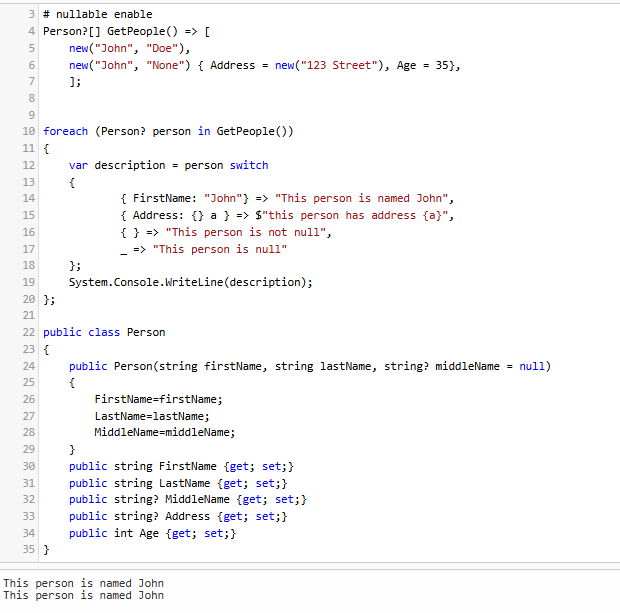 3 # nullable enable
4 Person?[] GetPeople() => [
5 new("John", "Doe"),
6 new("John", "None") { Address = new("123 Street"), Age = 35},
7 ];
8
9
10 foreach (Person? person in GetPeople())
11 {
12 var description = person switch
13 {
14 { FirstName: "John"} => "This person is named John",
15 { Address: {} a } => $"this person has address {a}",
16 { } => "This person is not null",
17 _ => "This person is null"
18 };
19 System.Console.WriteLine(description);
20 };
21
22 public class Person
23 {
24 public Person(string firstName, string lastName, string? middleName = null)
25 {
26 FirstName=firstName;
27 LastName=lastName;
28 MiddleName=middleName;
29 }
30 public string FirstName {get; set;}
31 public string LastName {get; set;}
32 public string? MiddleName {get; set;}
33 public string? Address {get; set;}
34 public int Age {get; set;}
35 }
This person is named John
This person is named John